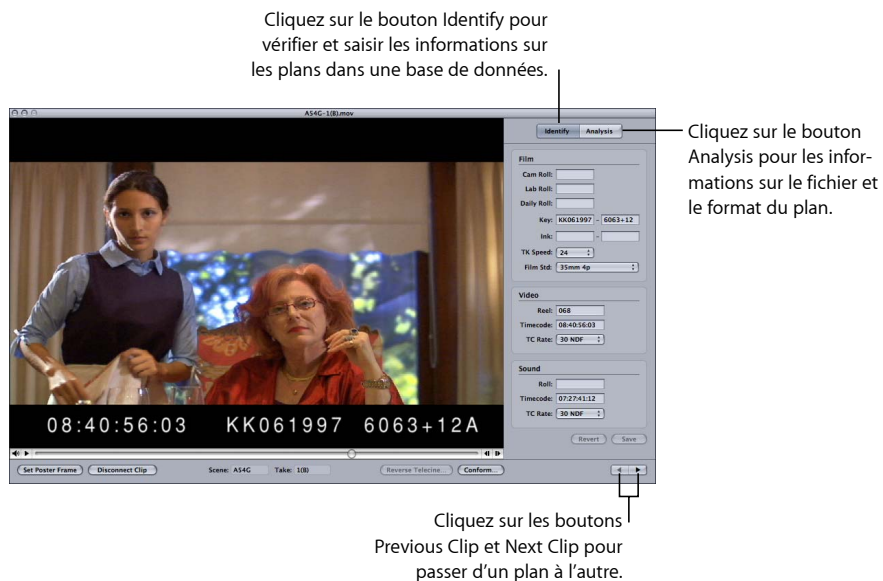 Cliquez sur le bouton Identify pour
vérifier et saisir les informations sur
les plans dans une base de données.
A54G-1(B).mov
Identify Analysis
Cliquez sur le bouton
Analysis pour les infor-
mations sur le fichier et
le format du plan.
Film
Cam Roll:
Lab Roll:
Daily Roll:
Key: KK061997 - 6063+12
Ink: -
TK Speed: 24
Film Std: 35mm 4p
Video
Reel: 068
Timecode: 08:40:56:03
TC Rate: 30 NDF
Sound
Roll:
Timecode: 07:27:41:12
TC Rate: 30 NDF
Revert Save
08:40:56:03 KK061997 6063+12A
Set Poster Frame Disconnect Clip Scene: A54G Take: 1(B) Reverse Telecine... Conform...
Cliquez sur les boutons
Previous Clip et Next Clip pour
passer d'un plan à l'autre.